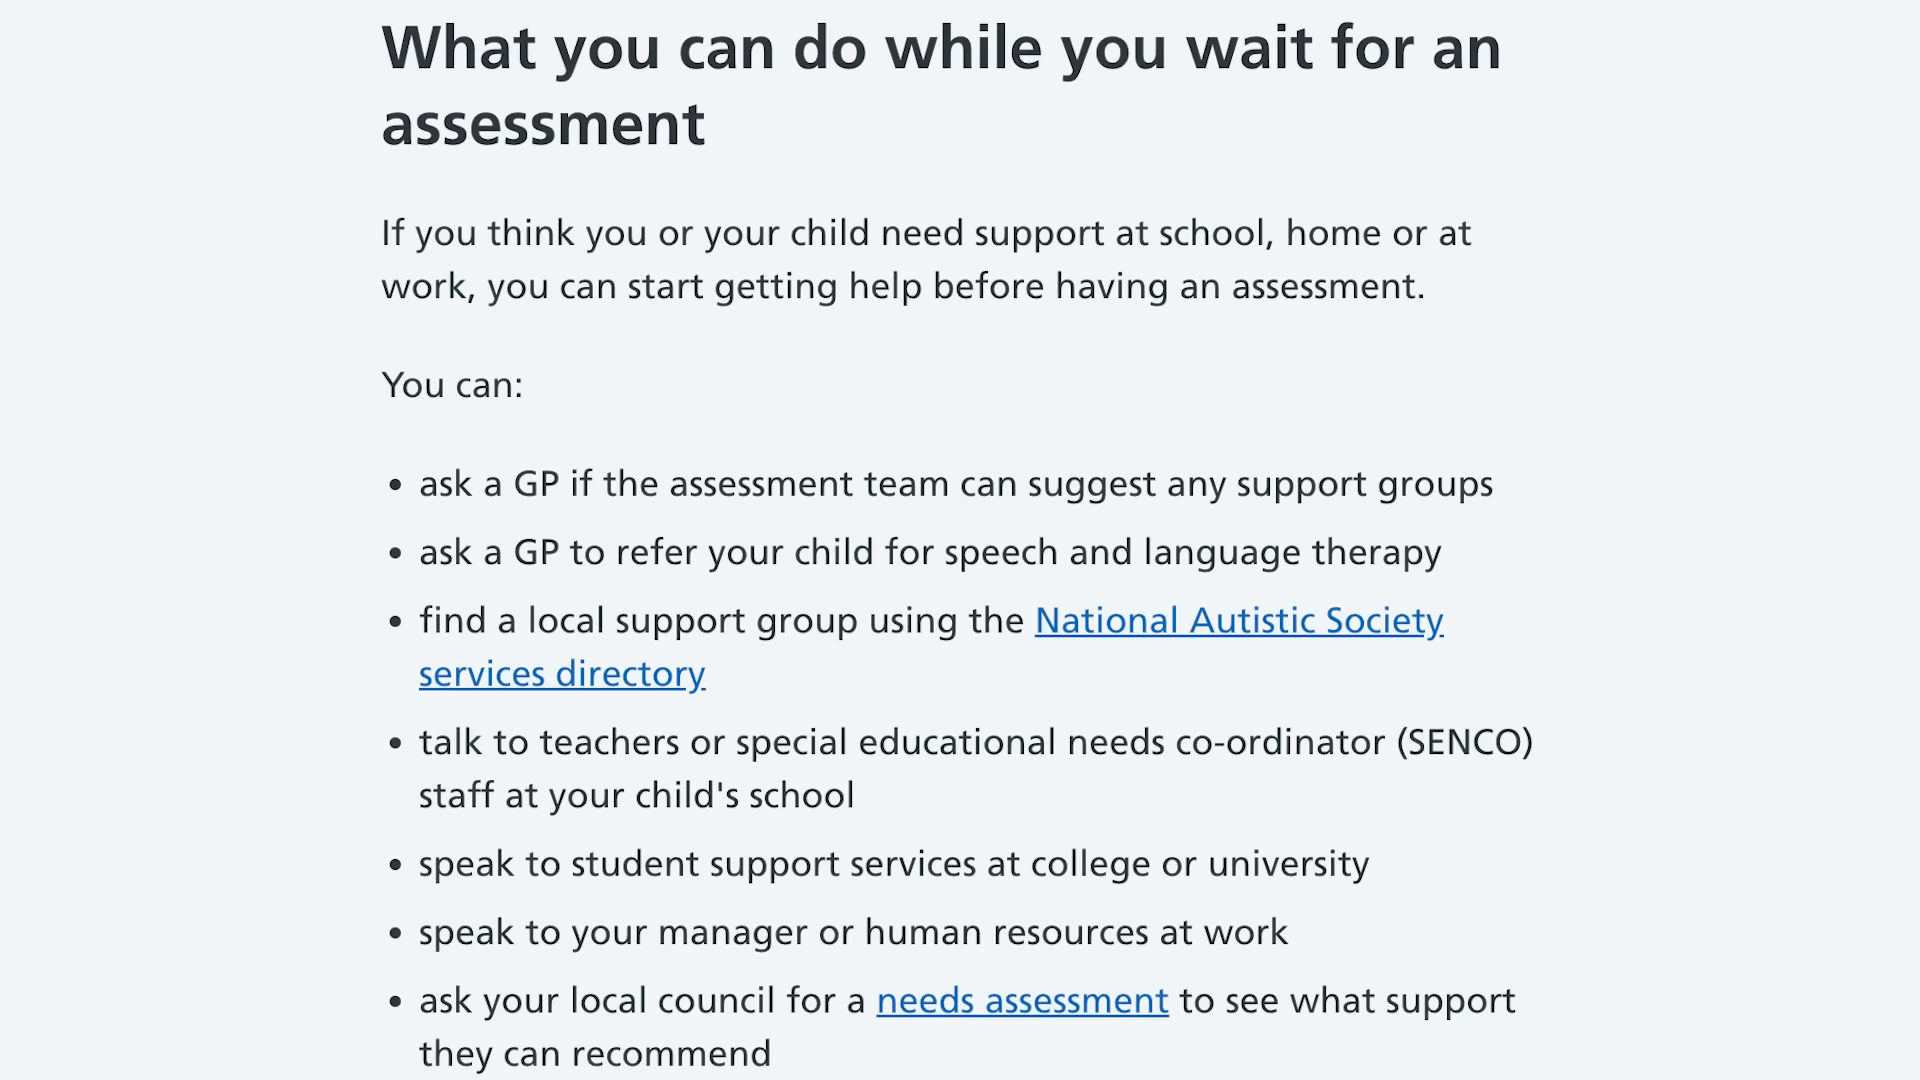 What you can do while you wait for an
assessment
If you think you or your child need support at school, home or at
work, you can start getting help before having an assessment.
You can:
• ask a GP if the assessment team can suggest any support groups
• ask a GP to refer your child for speech and language therapy
• find a local support group using the National Autistic Society
services directory
• talk to teachers or special educational needs co-ordinator (SENCO)
staff at your child's school
• speak to student support services at college or university
• speak to your manager or human resources at work
• ask your local council for a needs assessment to see what support
they can recommend